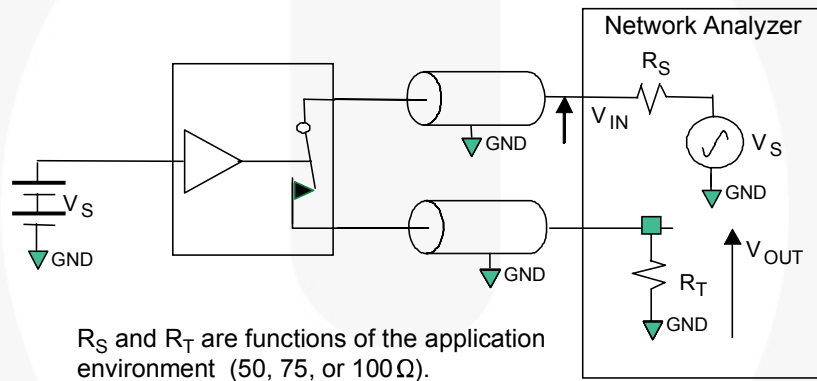 Network Analyzer
R_S
V_IN
GND
V_S
GND
V_S
GND
GND
V_OUT
R_T
GND
R_S and R_T are functions of the application
environment (50, 75, or 100Ω).